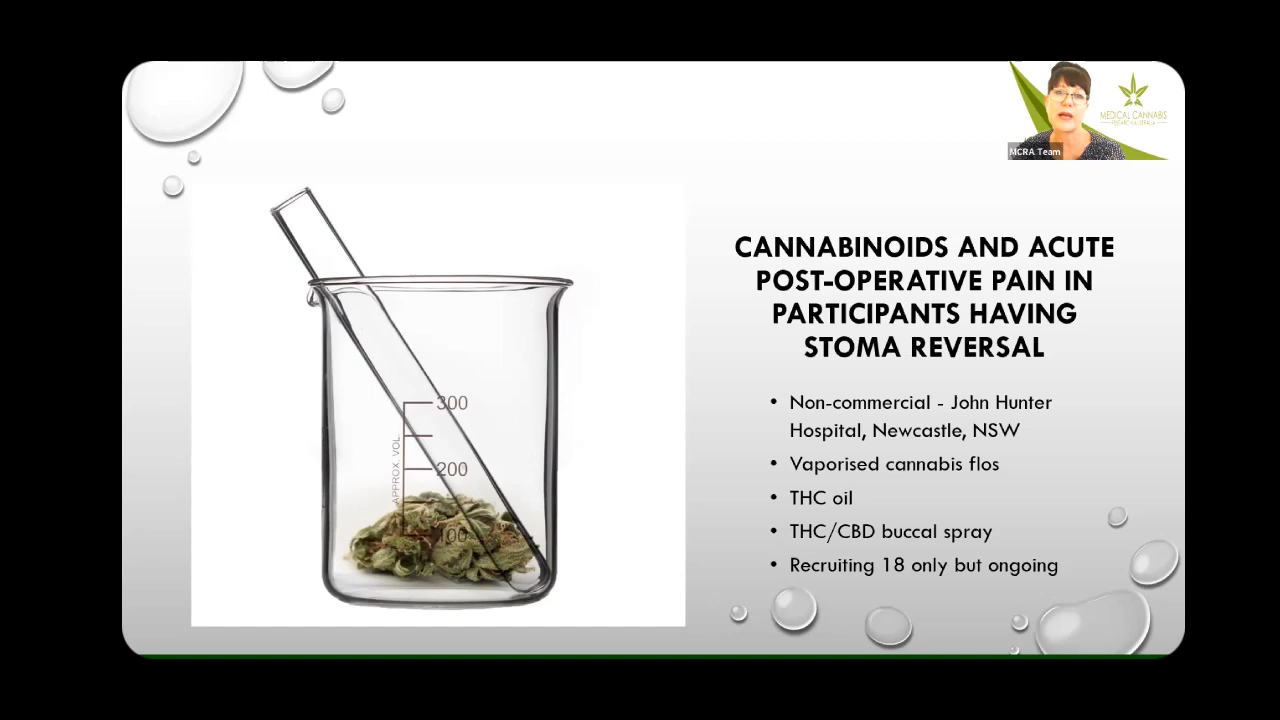 MEDICAL CANNABIS
MCRA Team
CANNABINOIDS AND ACUTE
POST-OPERATIVE PAIN IN
PARTICIPANTS HAVING
STOMA REVERSAL
• Non-commercial - John Hunter
Hospital, Newcastle, NSW
• Vaporised cannabis flos
• THC oil
• THC/CBD buccal spray
• Recruiting 18 only but ongoing
300
200
100
APPROX. VOL